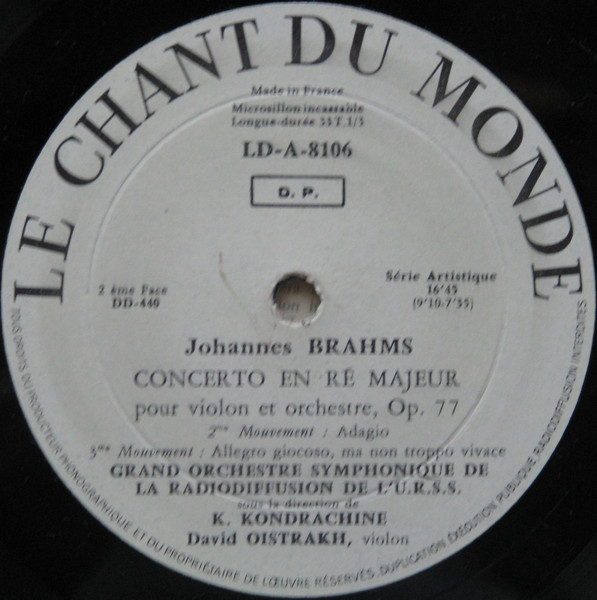 LE CHANT DU MONDE
Made in France
Microsillon incassable
Longue-durée 33 T.1/3
LD-A-8106
D. P.
2 ème Face
DD-440
Série Artistique
16'45
(9'10-7'35)
Johannes BRAHMS
CONCERTO EN RÉ MAJEUR
pour violon et orchestre, Op. 77
2me Mouvement : Adagio
3me Mouvement : Allegro giocoso, ma non troppo vivace
GRAND ORCHESTRE SYMPHONIQUE DE
LA RADIODIFFUSION DE L'U.R.S.S.
sous la direction de
K. KONDRACHINE
David OISTRAKH, violon
TOUS DROITS DU PRODUCTEUR PHONOGRAPHIQUE ET DU PROPRIÉTAIRE DE L'ŒUVRE RÉSERVÉS. DUPLICATION, EXÉCUTION PUBLIQUE, RADIODIFFUSION INTERDITES